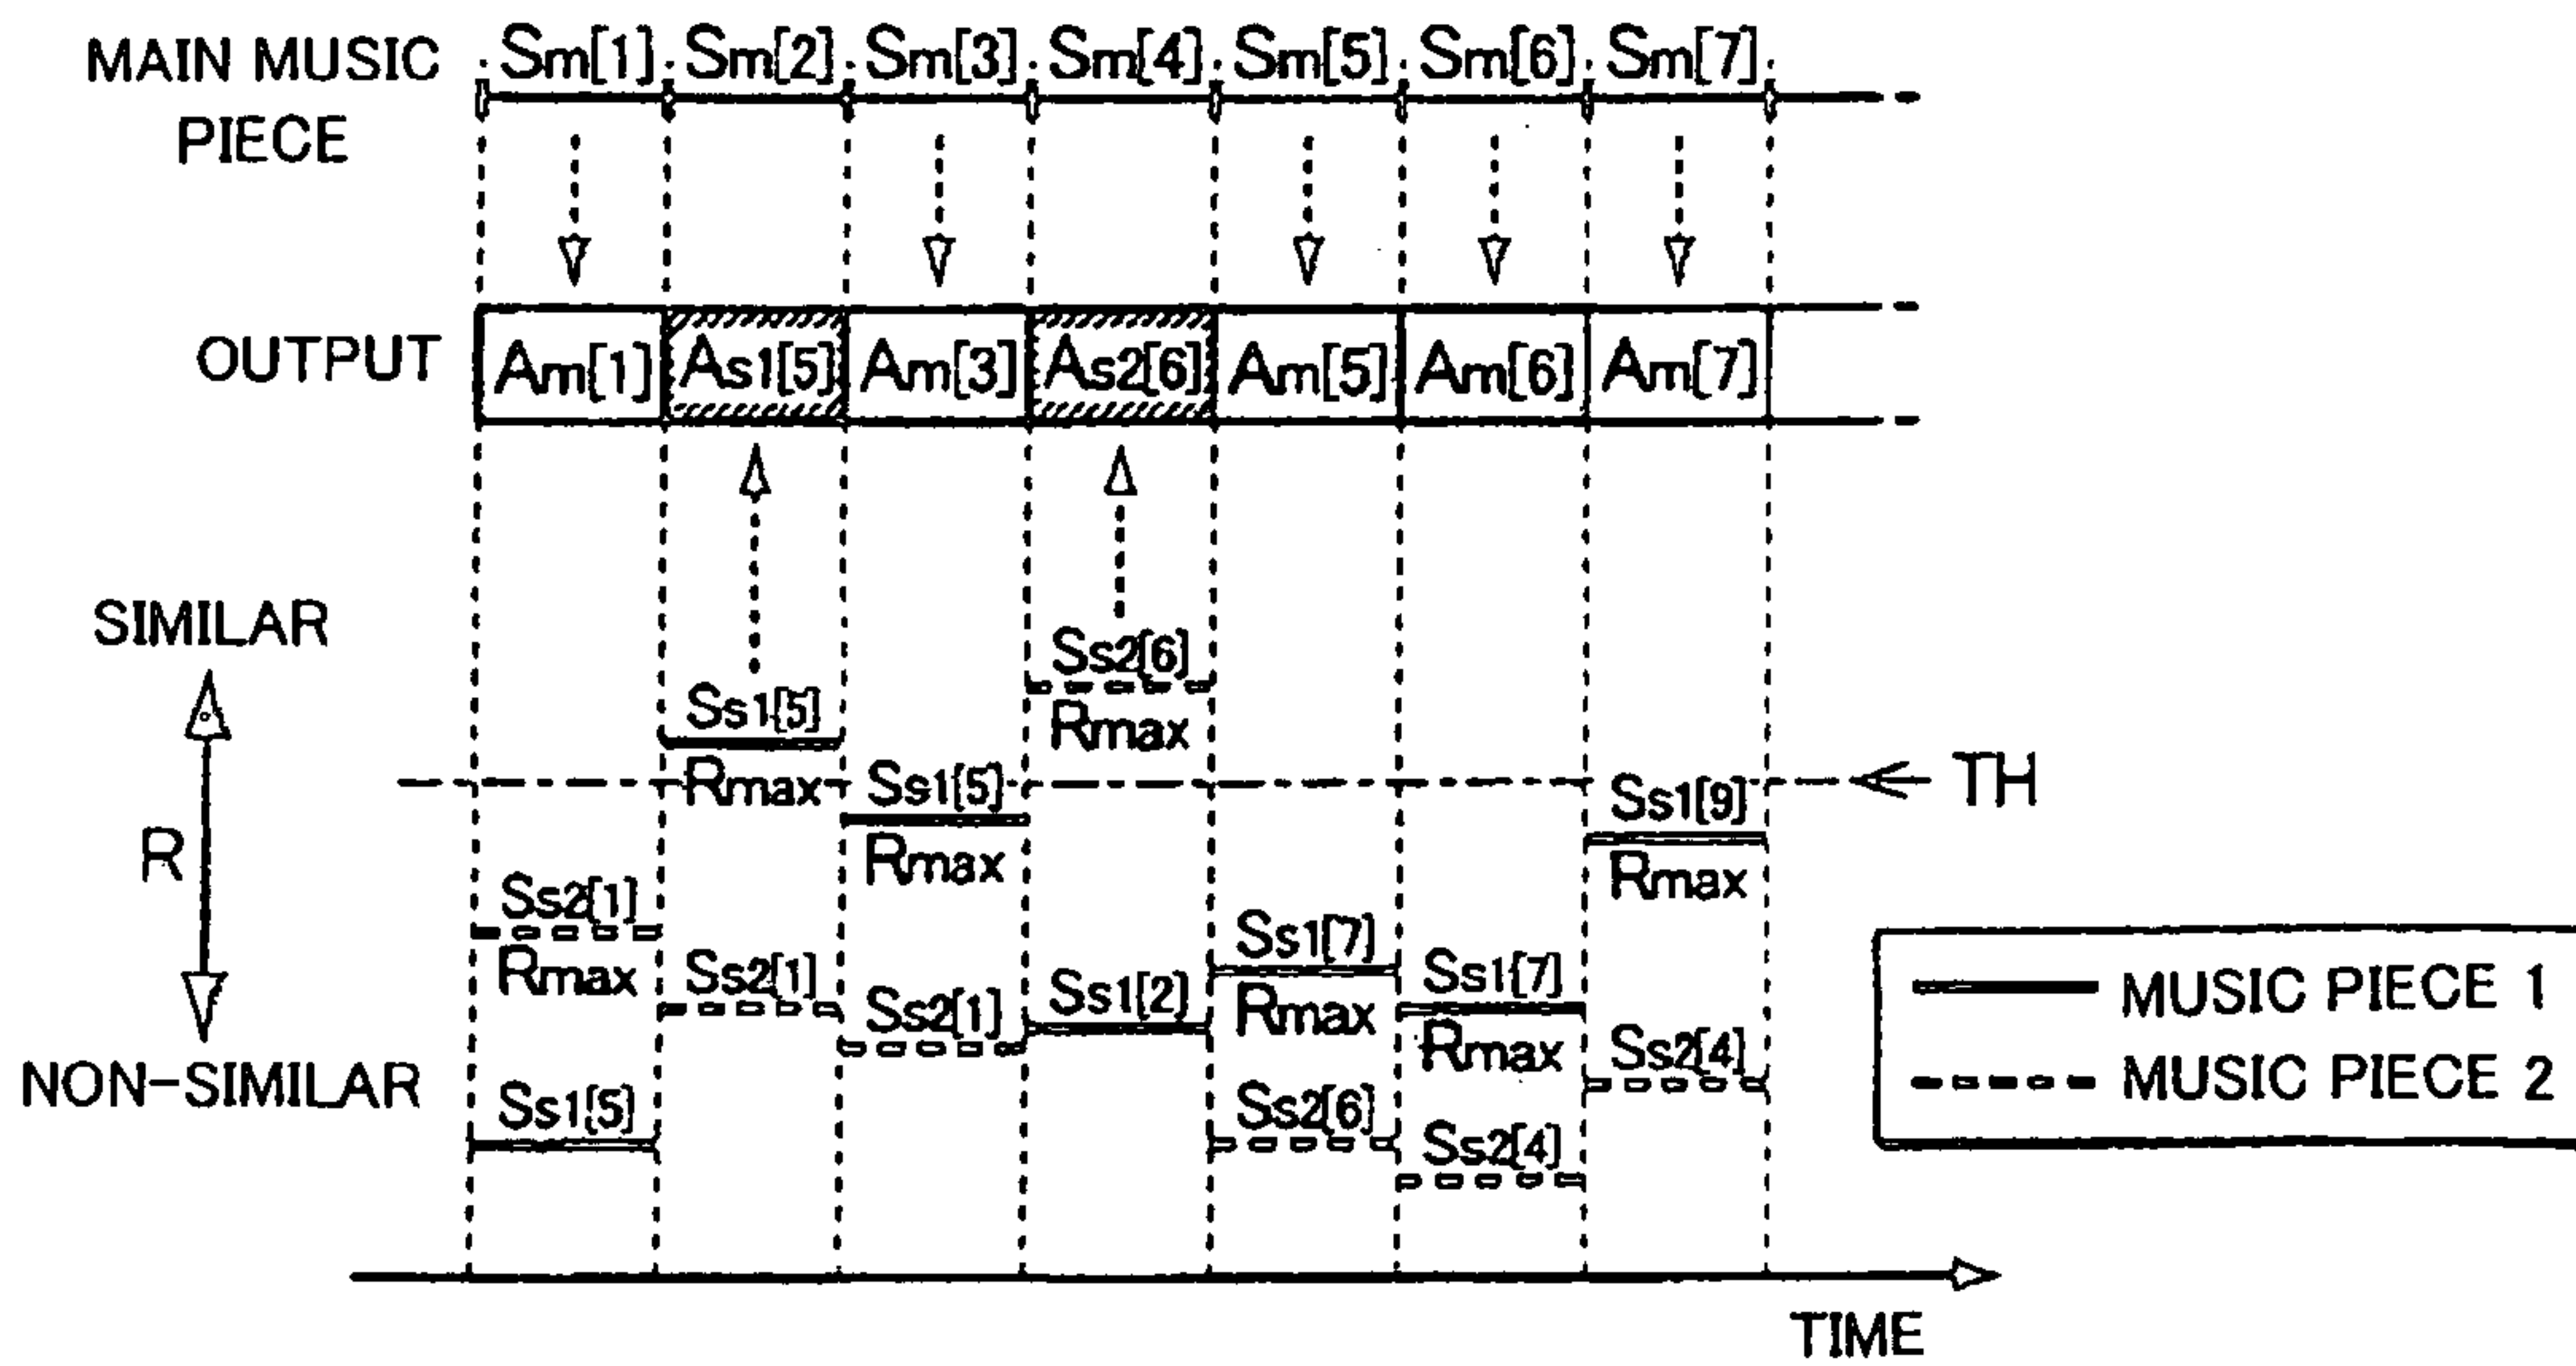 MAIN MUSIC PIECE
Sm[1] Sm[2] Sm[3] Sm[4] Sm[5] Sm[6] Sm[7]
OUTPUT
Am[1] As1[5] Am[3] As2[6] Am[5] Am[6] Am[7]
SIMILAR
R
NON-SIMILAR
Ss2[6]
Rmax
Ss1[5]
Rmax
Ss1[5]
Rmax
TH
Ss1[9]
Rmax
Ss2[1]
Rmax
Ss2[1]
Ss2[1]
Ss1[2]
Ss1[7]
Rmax
Ss1[7]
Rmax
Ss2[4]
Ss1[5]
Ss2[6]
Ss2[4]
MUSIC PIECE 1
MUSIC PIECE 2
TIME